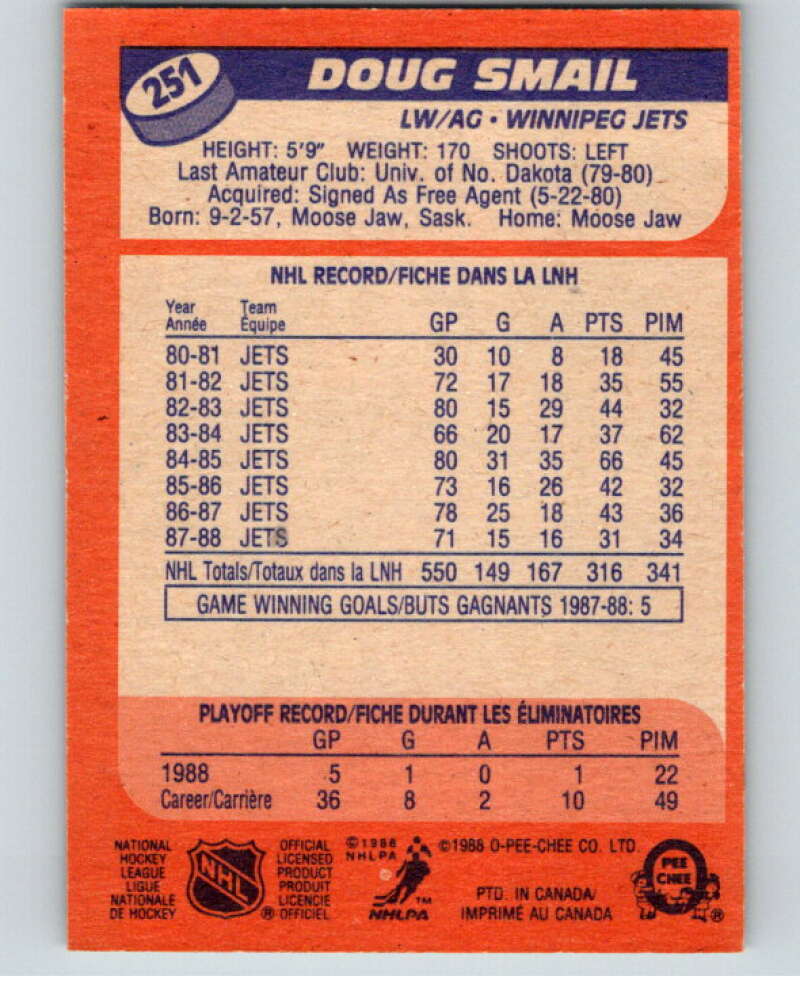 251
DOUG SMAIL
LW/AG • WINNIPEG JETS
HEIGHT: 5'9" WEIGHT: 170 SHOOTS: LEFT
Last Amateur Club: Univ. of No. Dakota (79-80)
Acquired: Signed As Free Agent (5-22-80)
Born: 9-2-57, Moose Jaw, Sask. Home: Moose Jaw
NHL RECORD/FICHE DANS LA LNH
Year Team
Année Équipe GP G A PTS PIM
80-81 JETS 30 10 8 18 45
81-82 JETS 72 17 18 35 55
82-83 JETS 80 15 29 44 32
83-84 JETS 66 20 17 37 62
84-85 JETS 80 31 35 66 45
85-86 JETS 73 16 26 42 32
86-87 JETS 78 25 18 43 36
87-88 JETS 71 15 16 31 34
NHL Totals/Totaux dans la LNH 550 149 167 316 341
GAME WINNING GOALS/BUTS GAGNANTS 1987-88: 5
PLAYOFF RECORD/FICHE DURANT LES ÉLIMINATOIRES
GP G A PTS PIM
1988 5 1 0 1 22
Career/Carrière 36 8 2 10 49
NATIONAL
HOCKEY
LEAGUE
LIGUE
NATIONALE
DE HOCKEY
NHL
®
OFFICIAL
LICENSED
PRODUCT
PRODUIT
LICENCIE
OFFICIEL
©1988
NHLPA
™
NHLPA
©1988 O-PEE-CHEE CO. LTD.
PTD. IN CANADA/
IMPRIMÉ AU CANADA
PEE
CHEE
®